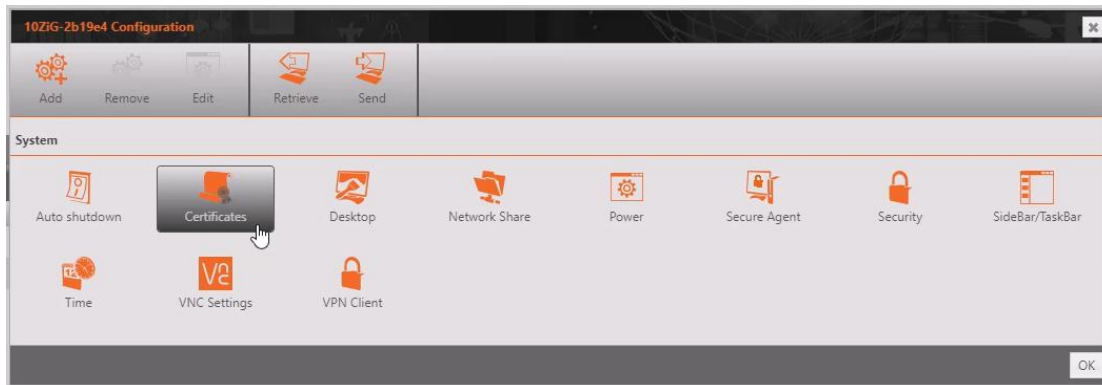 10ZiG-2b19e4 Configuration
Add Remove Edit Retrieve Send
System
Auto shutdown Certificates Desktop Network Share Power Secure Agent Security SideBar/TaskBar
Time VNC Settings VPN Client
OK